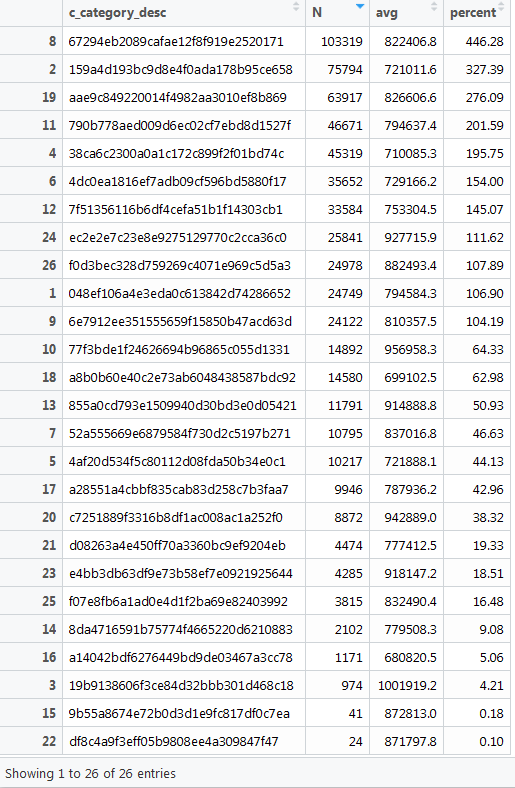 c_category_desc N avg percent
8 67294eb2089cafae12f8f919e2520171 103319 822406.8 446.28
2 159a4d193bc9d8e4f0ada178b95ce658 75794 721011.6 327.39
19 aae9c849220014f4982aa3010ef8b869 63917 826606.6 276.09
11 790b778aed009d6ec02cf7ebd8d1527f 46671 794637.4 201.59
4 38ca6c2300a0a1c172c899f2f01bd74c 45319 710085.3 195.75
6 4dc0ea1816ef7adb09cf596bd5880f17 35652 729166.2 154.00
12 7f51356116b6df4cefa51b1f14303cb1 33584 753304.5 145.07
24 ec2e2e7c23e8e9275129770c2cca36c0 25841 927715.9 111.62
26 f0d3bec328d759269c4071e969c5d5a3 24978 882493.4 107.89
1 048ef106a4e3eda0c613842d74286652 24749 794584.3 106.90
9 6e7912ee351555659f15850b47acd63d 24122 810357.5 104.19
10 77f3bde1f24626694b96865c055d1331 14892 956958.3 64.33
18 a8b0b60e40c2e73ab6048438587bdc92 14580 699102.5 62.98
13 855a0cd793e1509940d30bd3e0d05421 11791 914888.8 50.93
7 52a555669e6879584f730d2c5197b271 10795 837016.8 46.63
5 4af20d534f5c80112d08fda50b34e0c1 10217 721888.1 44.13
17 a28551a4cbbf835cab83d258c7b3faa7 9946 787936.2 42.96
20 c7251889f3316b8df1ac008ac1a252f0 8872 942889.0 38.32
21 d08263a4e450ff70a3360bc9ef9204eb 4474 777412.5 19.33
23 e4bb3db63df9e73b58ef7e0921925644 4285 918147.2 18.51
25 f07e8fb6a1ad0e4d1f2ba69e82403992 3815 832490.4 16.48
14 8da4716591b75774f4665220d6210883 2102 779508.3 9.08
16 a14042bdf6276449bd9de03467a3cc78 1171 680820.5 5.06
3 19b9138606f3ce84d32bbb301d468c18 974 1001919.2 4.21
15 9b55a8674e72b0d3d1e9fc817df0c7ea 41 872813.0 0.18
22 df8c4a9f3eff05b9808ee4a309847f47 24 871797.8 0.10
Showing 1 to 26 of 26 entries